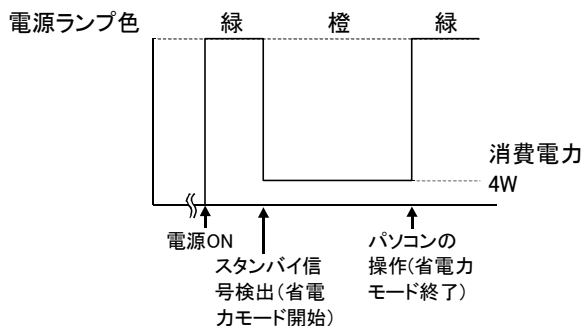 電源ランプ色
緑
橙
緑
消費電力
4W
電源ON
スタンバイ信
号検出(省電
力モード開始)
パソコンの
操作(省電力
モード終了)